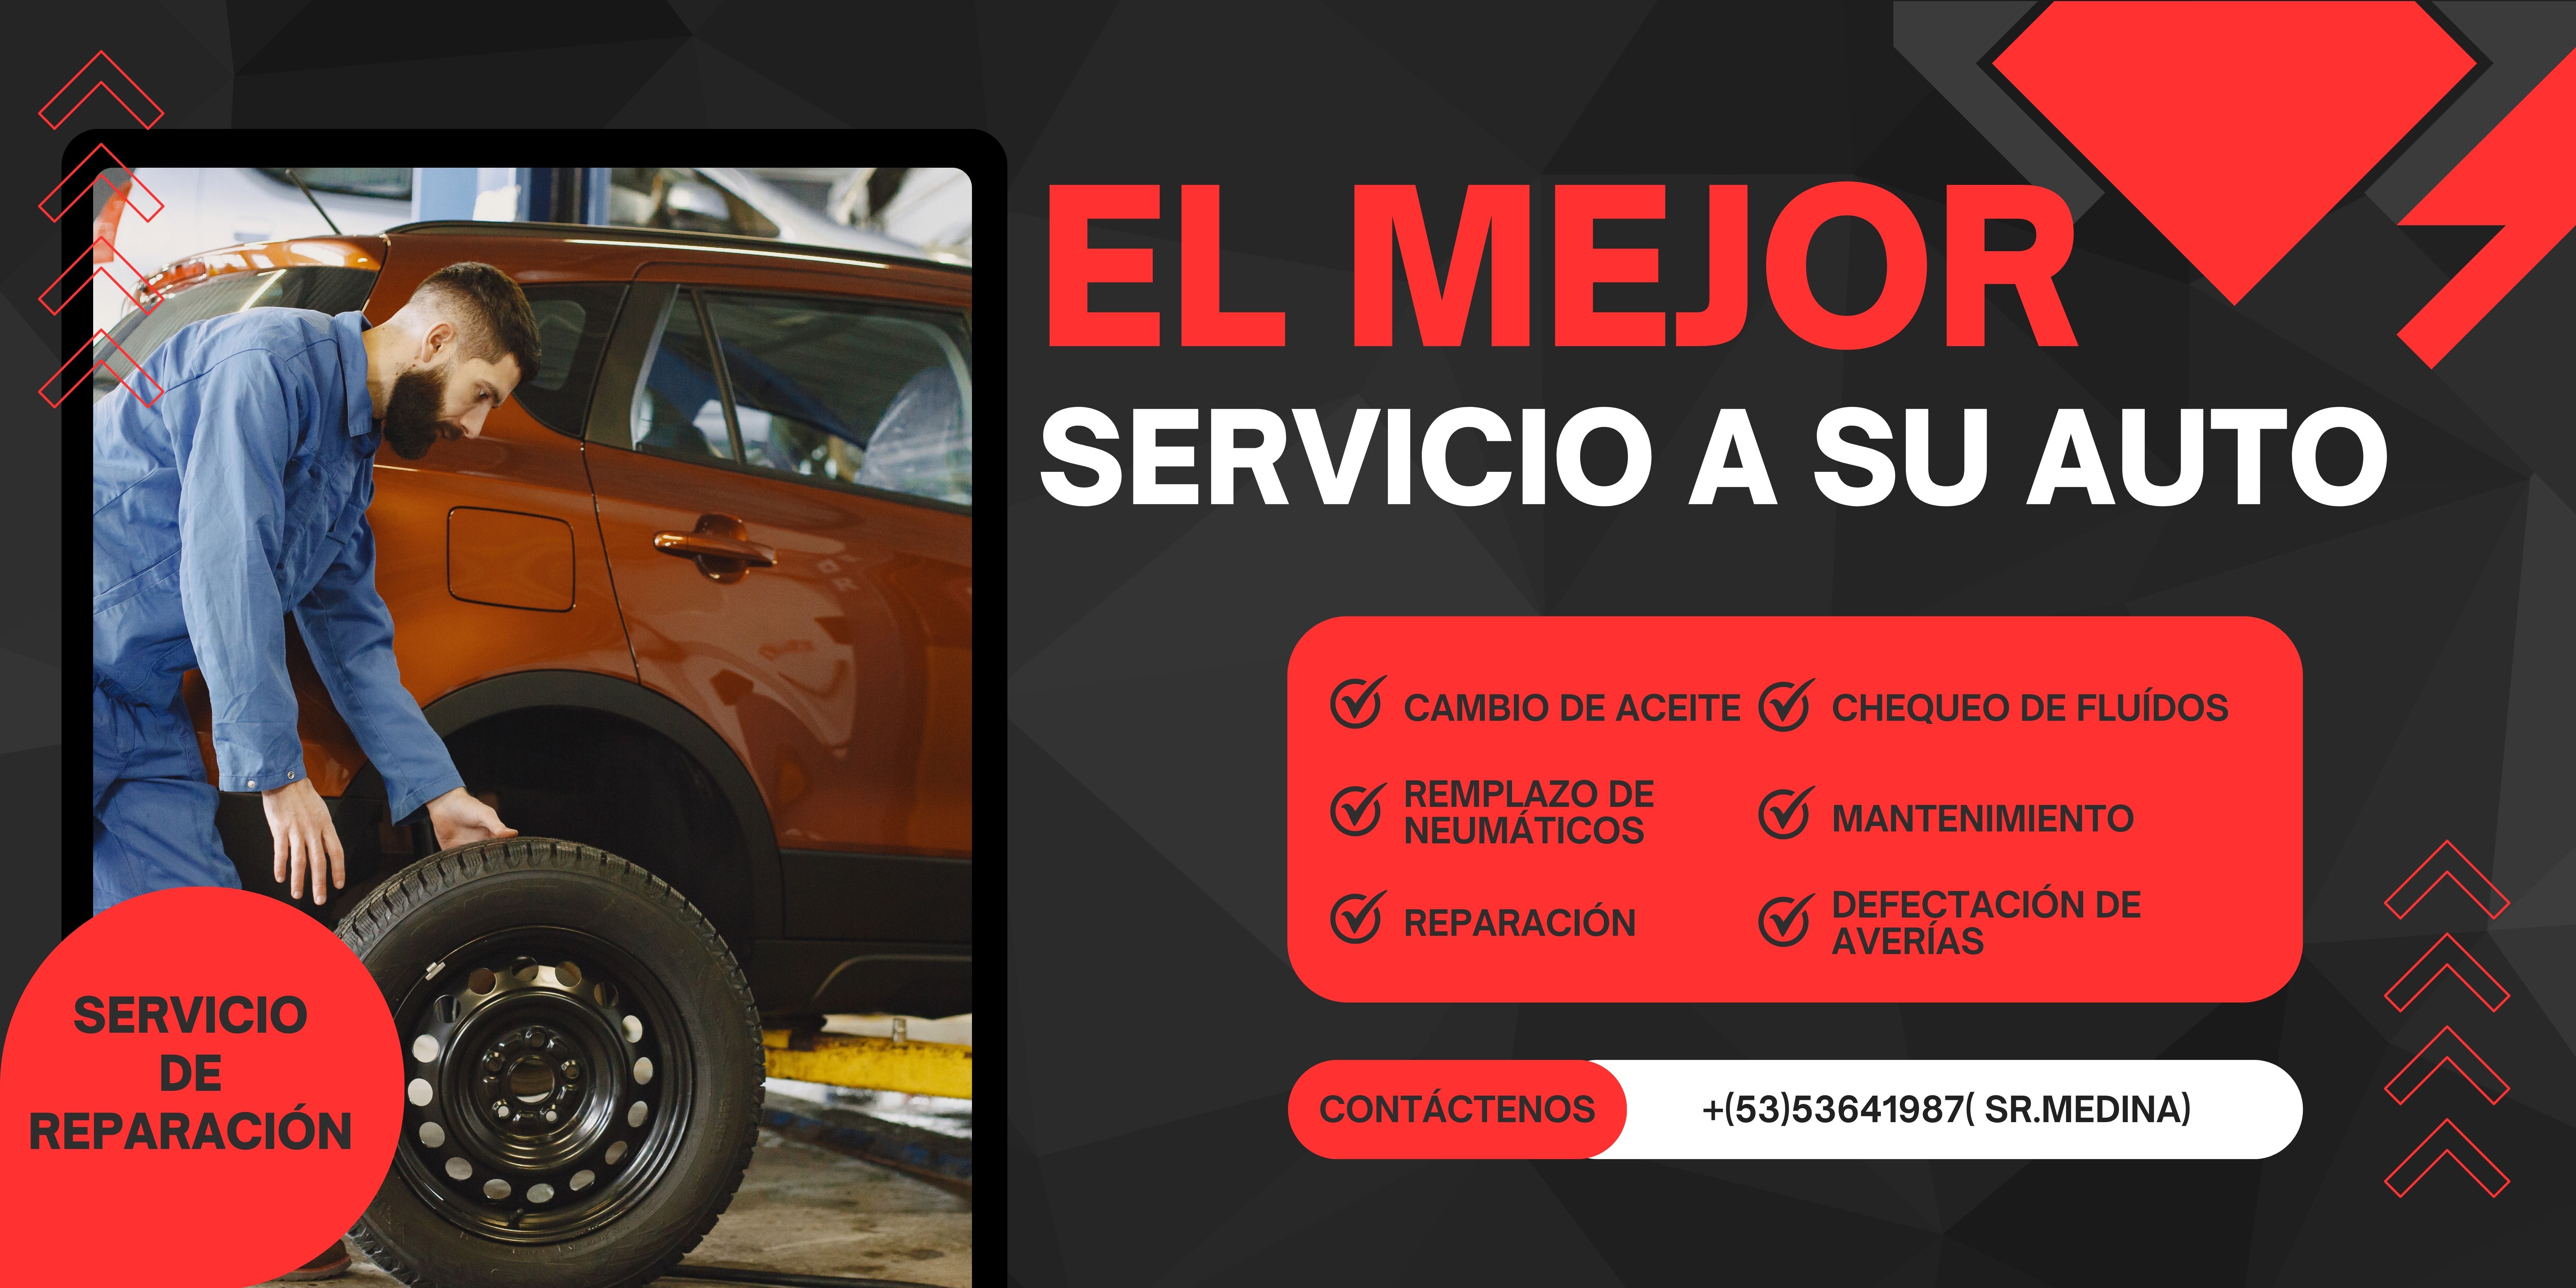 EL MEJOR
SERVICIO A SU AUTO
CAMBIO DE ACEITE
CHEQUEO DE FLUÍDOS
REMPLAZO DE
NEUMÁTICOS
MANTENIMIENTO
REPARACIÓN
DEFECTACIÓN DE
AVERÍAS
SERVICIO
DE
REPARACIÓN
CONTÁCTENOS
+(53)53641987( SR.MEDINA)